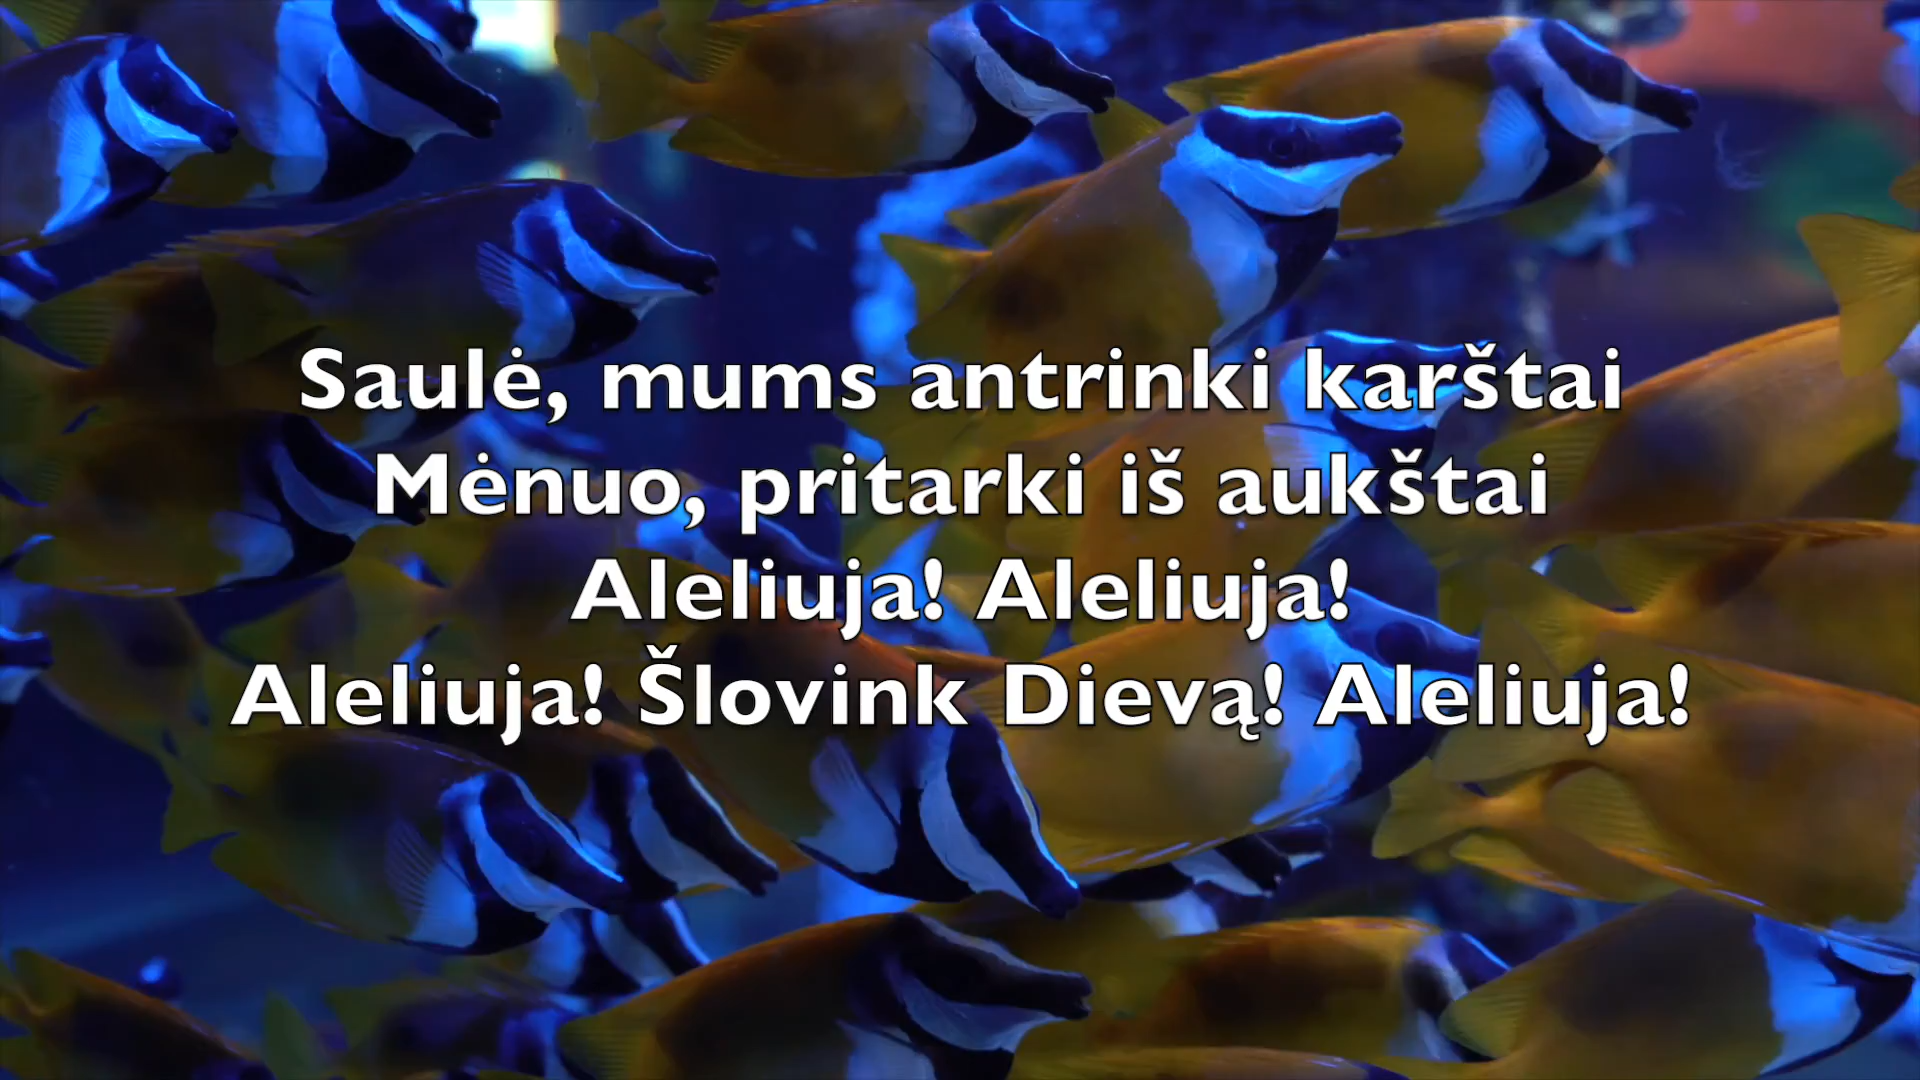 Saulė, mums antrinki karštai
Mėnuo, pritarki iš aukštai
Aleliuja! Aleliuja!
Aleliuja! Šlovink Dievą! Aleliuja!